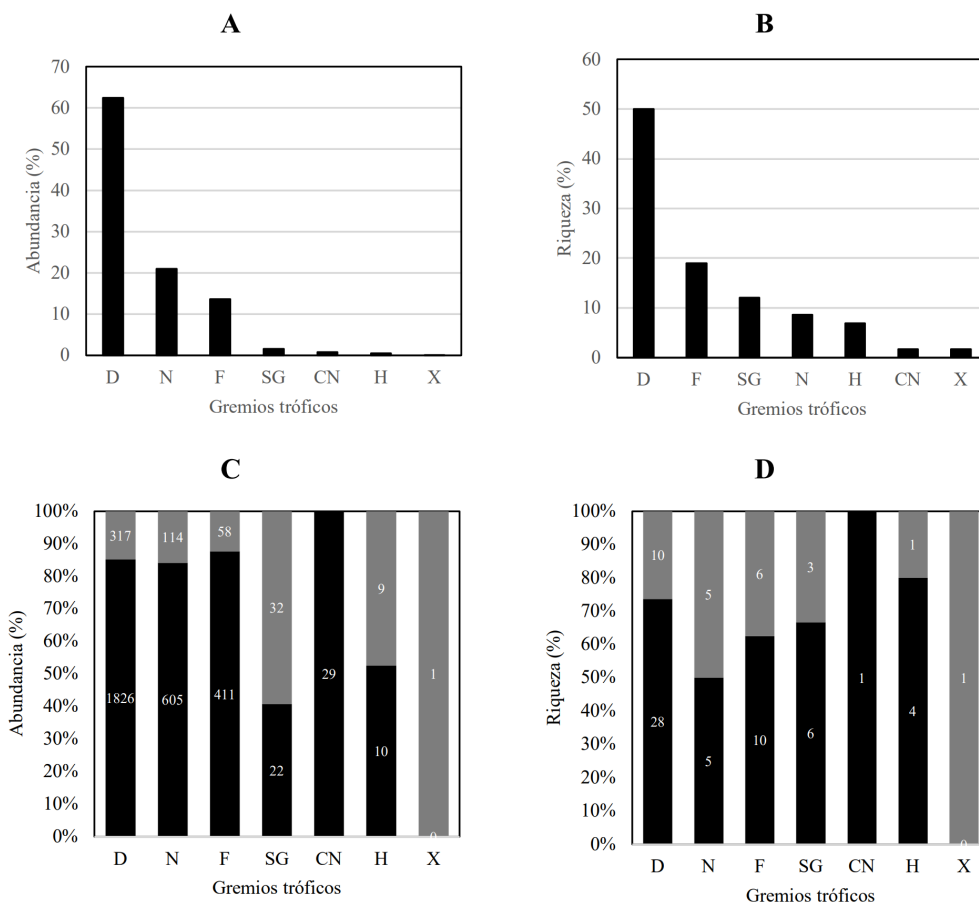 A
70
60
50
40
30
20
10
0
Abundancia (%)
D N F SG CN H X
Gremios tróficos
B
60
50
40
30
20
10
0
Riqueza (%)
D F SG N H CN X
Gremios tróficos
C
100%
90%
80%
70%
60%
50%
40%
30%
20%
10%
0%
Abundancia (%)
317 114 58 32 9 1
1826 605 411 22 29 10 0
D N F SG CN H X
Gremios tróficos
D
100%
90%
80%
70%
60%
50%
40%
30%
20%
10%
0%
Riqueza (%)
10 5 6 3 1 1
28 5 10 6 1 4 0
D N F SG CN H X
Gremios tróficos